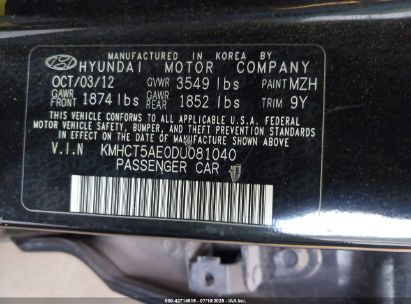 MANUFACTURED IN KOREA BY
HYUNDAI MOTOR COMPANY
OCT/03/12 GVWR 3549 lbs PAINT MZH
GAWR FRONT 1874 lbs GAWR REAR 1852 lbs TRIM 9Y
THIS VEHICLE CONFORMS TO ALL APPLICABLE U.S. FEDERAL
MOTOR VEHICLE SAFETY, BUMPER, AND THEFT PREVENTION STANDARDS
IN EFFECT ON THE DATE OF MANUFACTURE SHOWN ABOVE.
V.I.N KMHCT5AE0DU081040
PASSENGER CAR